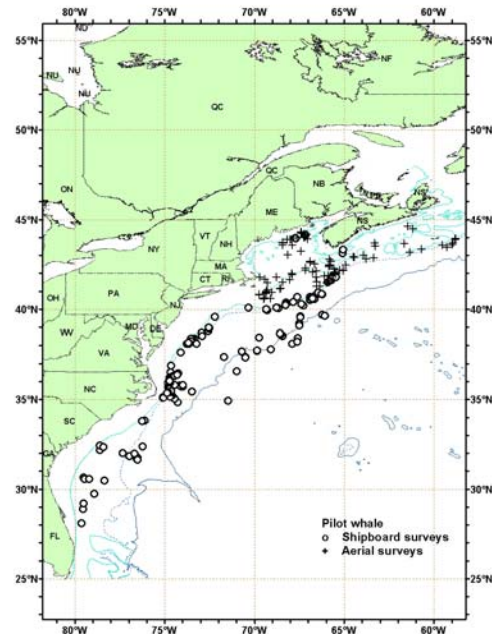 80°W 75°W 70°W 65°W 60°W
55°N 55°N
50°N 50°N
45°N 45°N
40°N 40°N
35°N 35°N
30°N 30°N
25°N 25°N
80°W 75°W 70°W 65°W 60°W
NU
NU
NU
NF
QC
ON
QC
NB
NS
ME
NS
VT
NH
NY
MA
CT RI
PA
OH
NJ
MD
DE
WV
VA
NC
SC
GA
FL
Pilot whale
Shipboard surveys
Aerial surveys